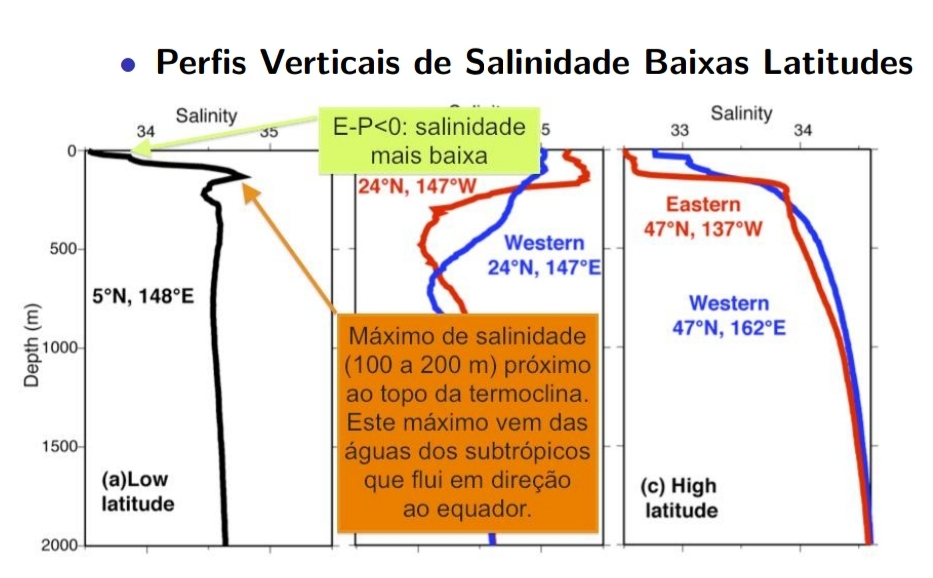 • Perfis Verticais de Salinidade Baixas Latitudes
Salinity
34 35
E-P<0: salinidade
mais baixa
Salinity
33 34
0
500
1000
1500
2000
Depth (m)
5°N, 148°E
(a)Low
latitude
5
24°N, 147°W
Western
24°N, 147°E
Máximo de salinidade
(100 a 200 m) próximo
ao topo da termoclina.
Este máximo vem das
águas dos subtrópicos
que flui em direção
ao equador.
Eastern
47°N, 137°W
Western
47°N, 162°E
(c) High
latitude